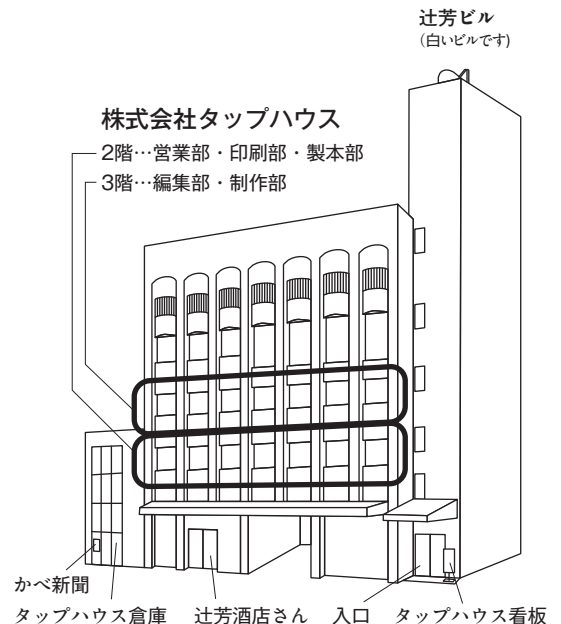 辻芳ビル
（白いビルです）
株式会社タップハウス
2階…営業部・印刷部・製本部
3階…編集部・制作部
かべ新聞
タップハウス倉庫
辻芳酒店さん
入口
タップハウス看板